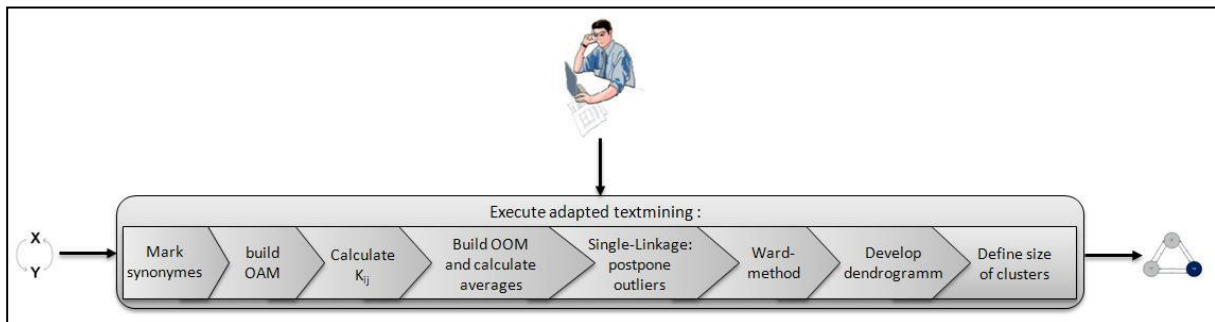 Execute adapted textmining :
X
Y
Mark
synonymes
build
OAM
Calculate
Kij
Build OOM
and calculate
averages
Single-Linkage:
postpone
outliers
Ward-
method
Develop
dendrogramm
Define size
of clusters